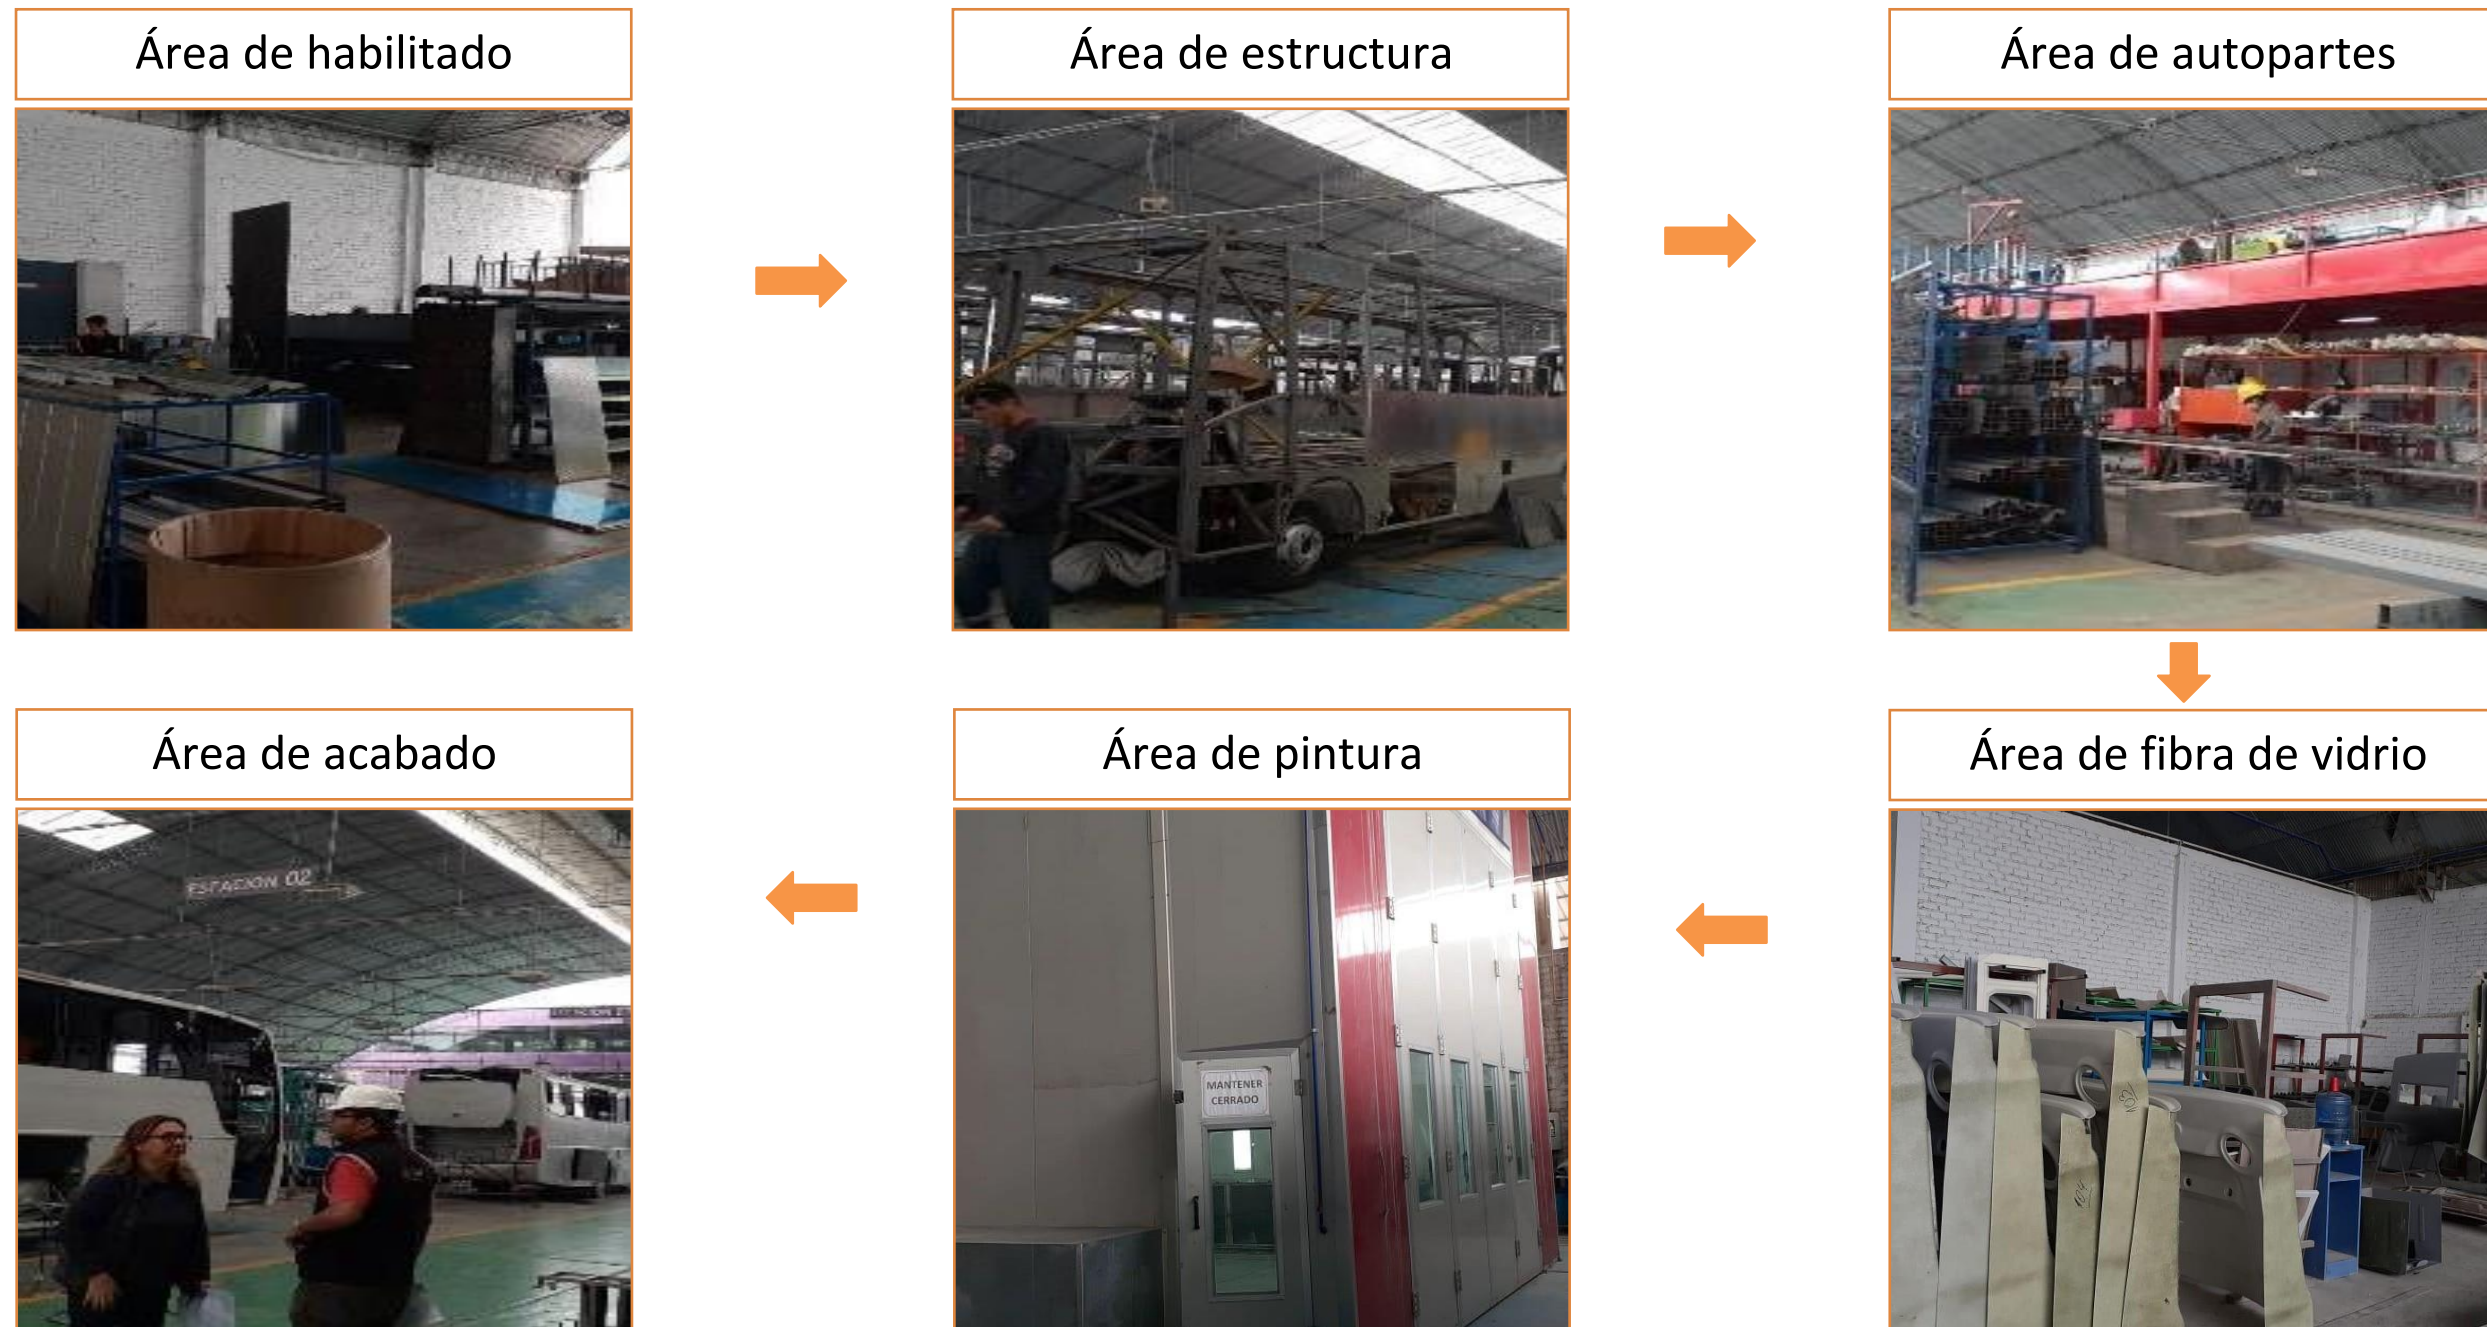 Área de habilitado
Área de estructura
Área de autopartes
Área de acabado
Área de pintura
Área de fibra de vidrio
ESTACION 02
MANTENER
CERRADO
104